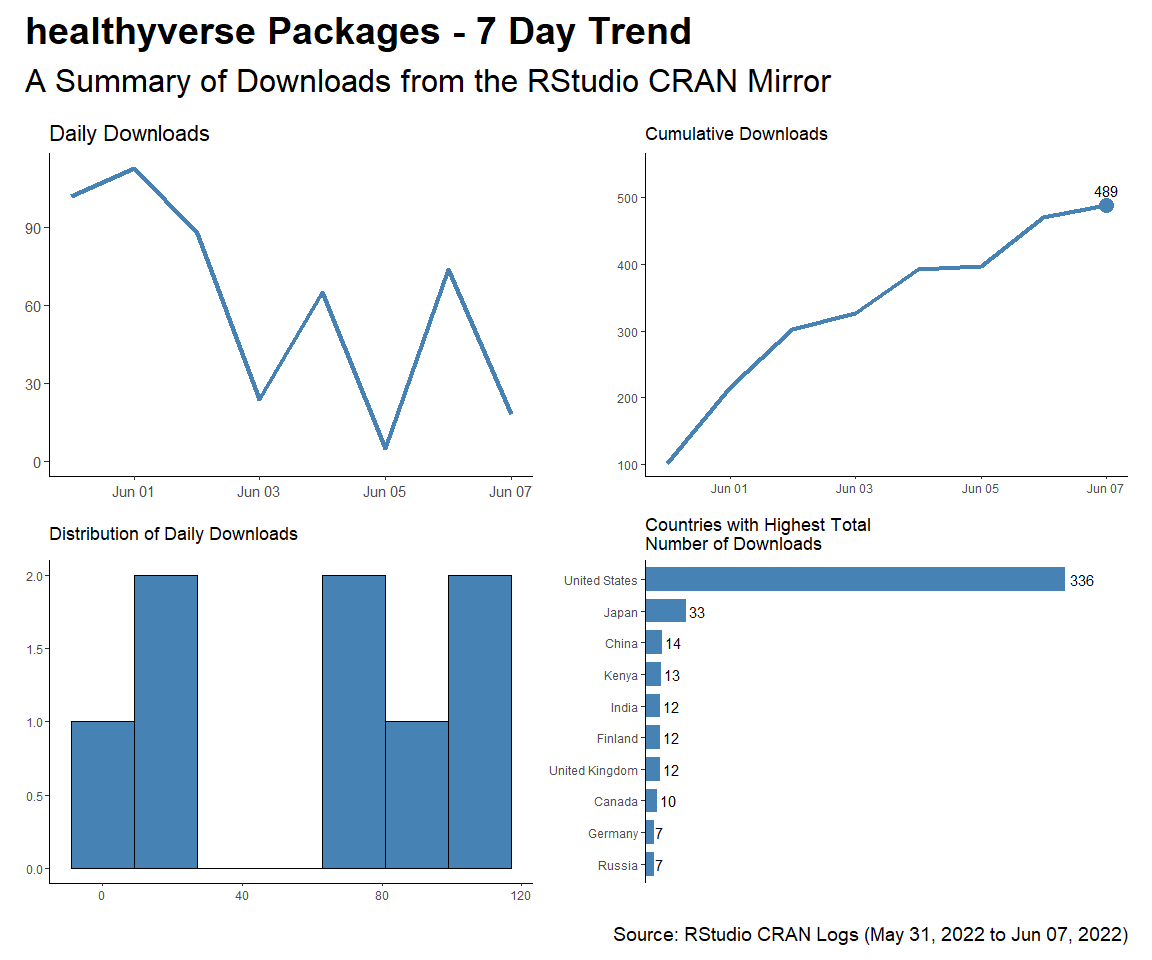 healthyverse Packages - 7 Day Trend
A Summary of Downloads from the RStudio CRAN Mirror
Daily Downloads
90
60
30
0
Jun 01 Jun 03 Jun 05 Jun 07
Cumulative Downloads
489
500
400
300
200
100
Jun 01 Jun 03 Jun 05 Jun 07
Distribution of Daily Downloads
2.0
1.5
1.0
0.5
0.0
0 40 80 120
Countries with Highest Total
Number of Downloads
United States 336
Japan 33
China 14
Kenya 13
India 12
Finland 12
United Kingdom 12
Canada 10
Germany 7
Russia 7
Source: RStudio CRAN Logs (May 31, 2022 to Jun 07, 2022)